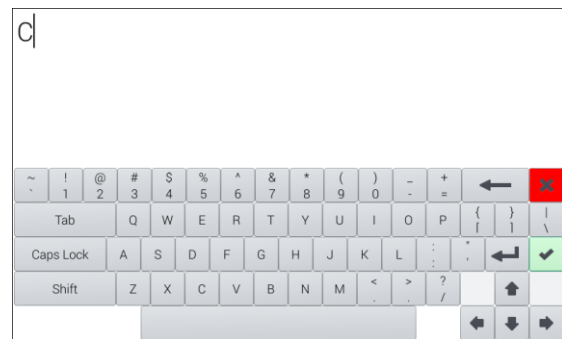 C
~ ! @ # $ % ^ & * ( ) _ +
` 1 2 3 4 5 6 7 8 9 0 - =
Tab Q W E R T Y U I O P { } |
[ ] \
Caps Lock A S D F G H J K L : "
; '
Shift Z X C V B N M < > ?
, . /